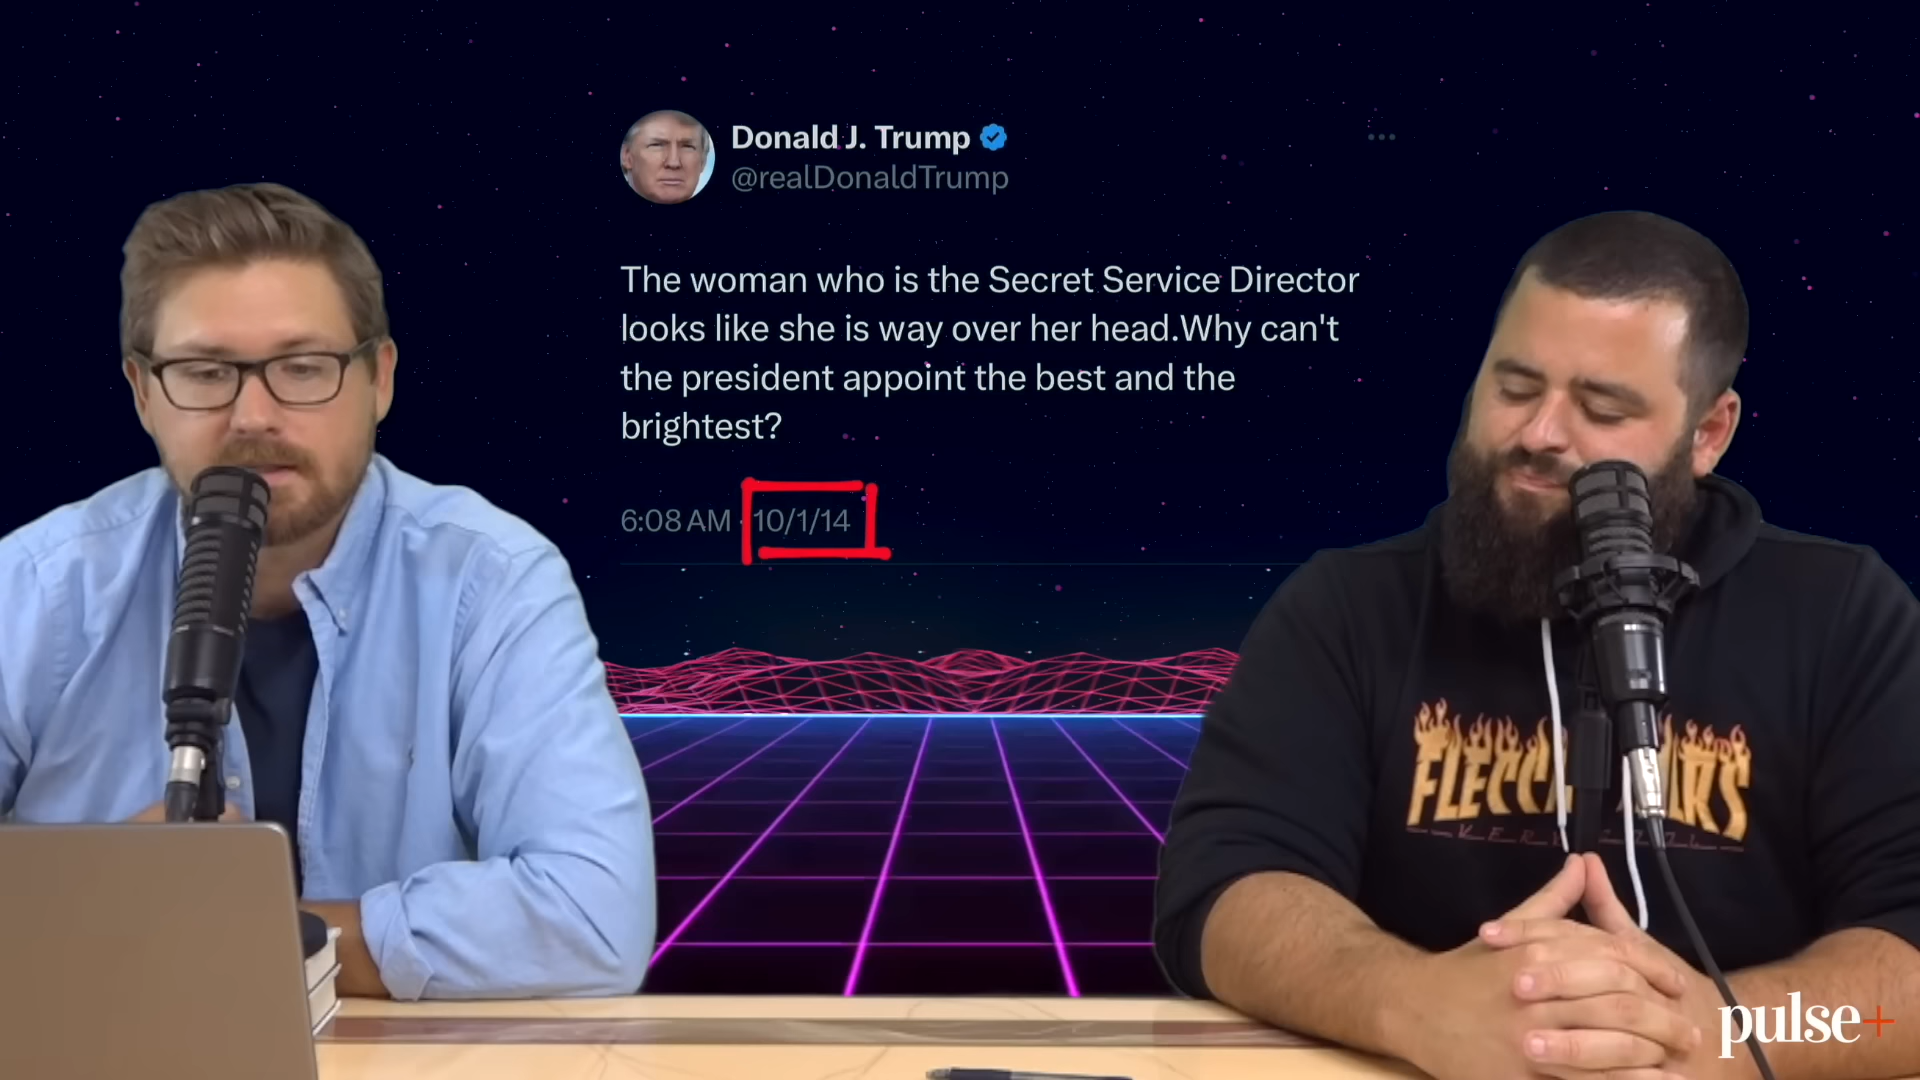 Donald J. Trump
@realDonaldTrump
The woman who is the Secret Service Director
looks like she is way over her head.Why can't
the president appoint the best and the
brightest?
6:08 AM · 10/1/14
pulse+